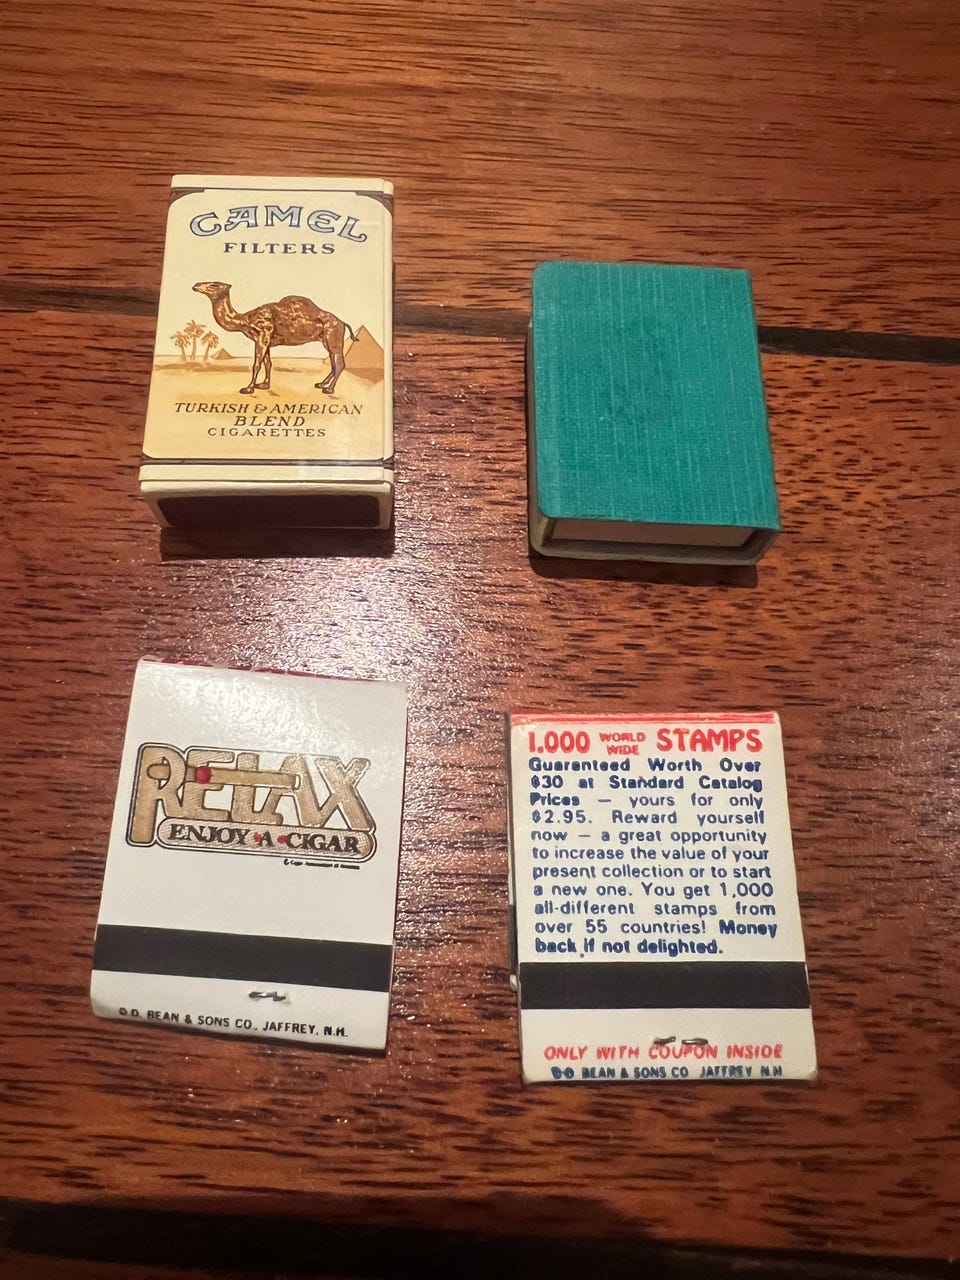 CAMEL
FILTERS
TURKISH & AMERICAN
BLEND
CIGARETTES
RELAX
ENJOY • A • CIGAR
D.D. BEAN & SONS CO., JAFFREY, N.H.
1,000 WORLD WIDE STAMPS
Guaranteed Worth Over
$30 at Standard Catalog
Prices — yours for only
$2.95. Reward yourself
now — a great opportunity
to increase the value of your
present collection or to start
a new one. You get 1,000
all-different stamps from
over 55 countries! Money
back if not delighted.
ONLY WITH COUPON INSIDE
DD BEAN & SONS CO JAFFREY N.H